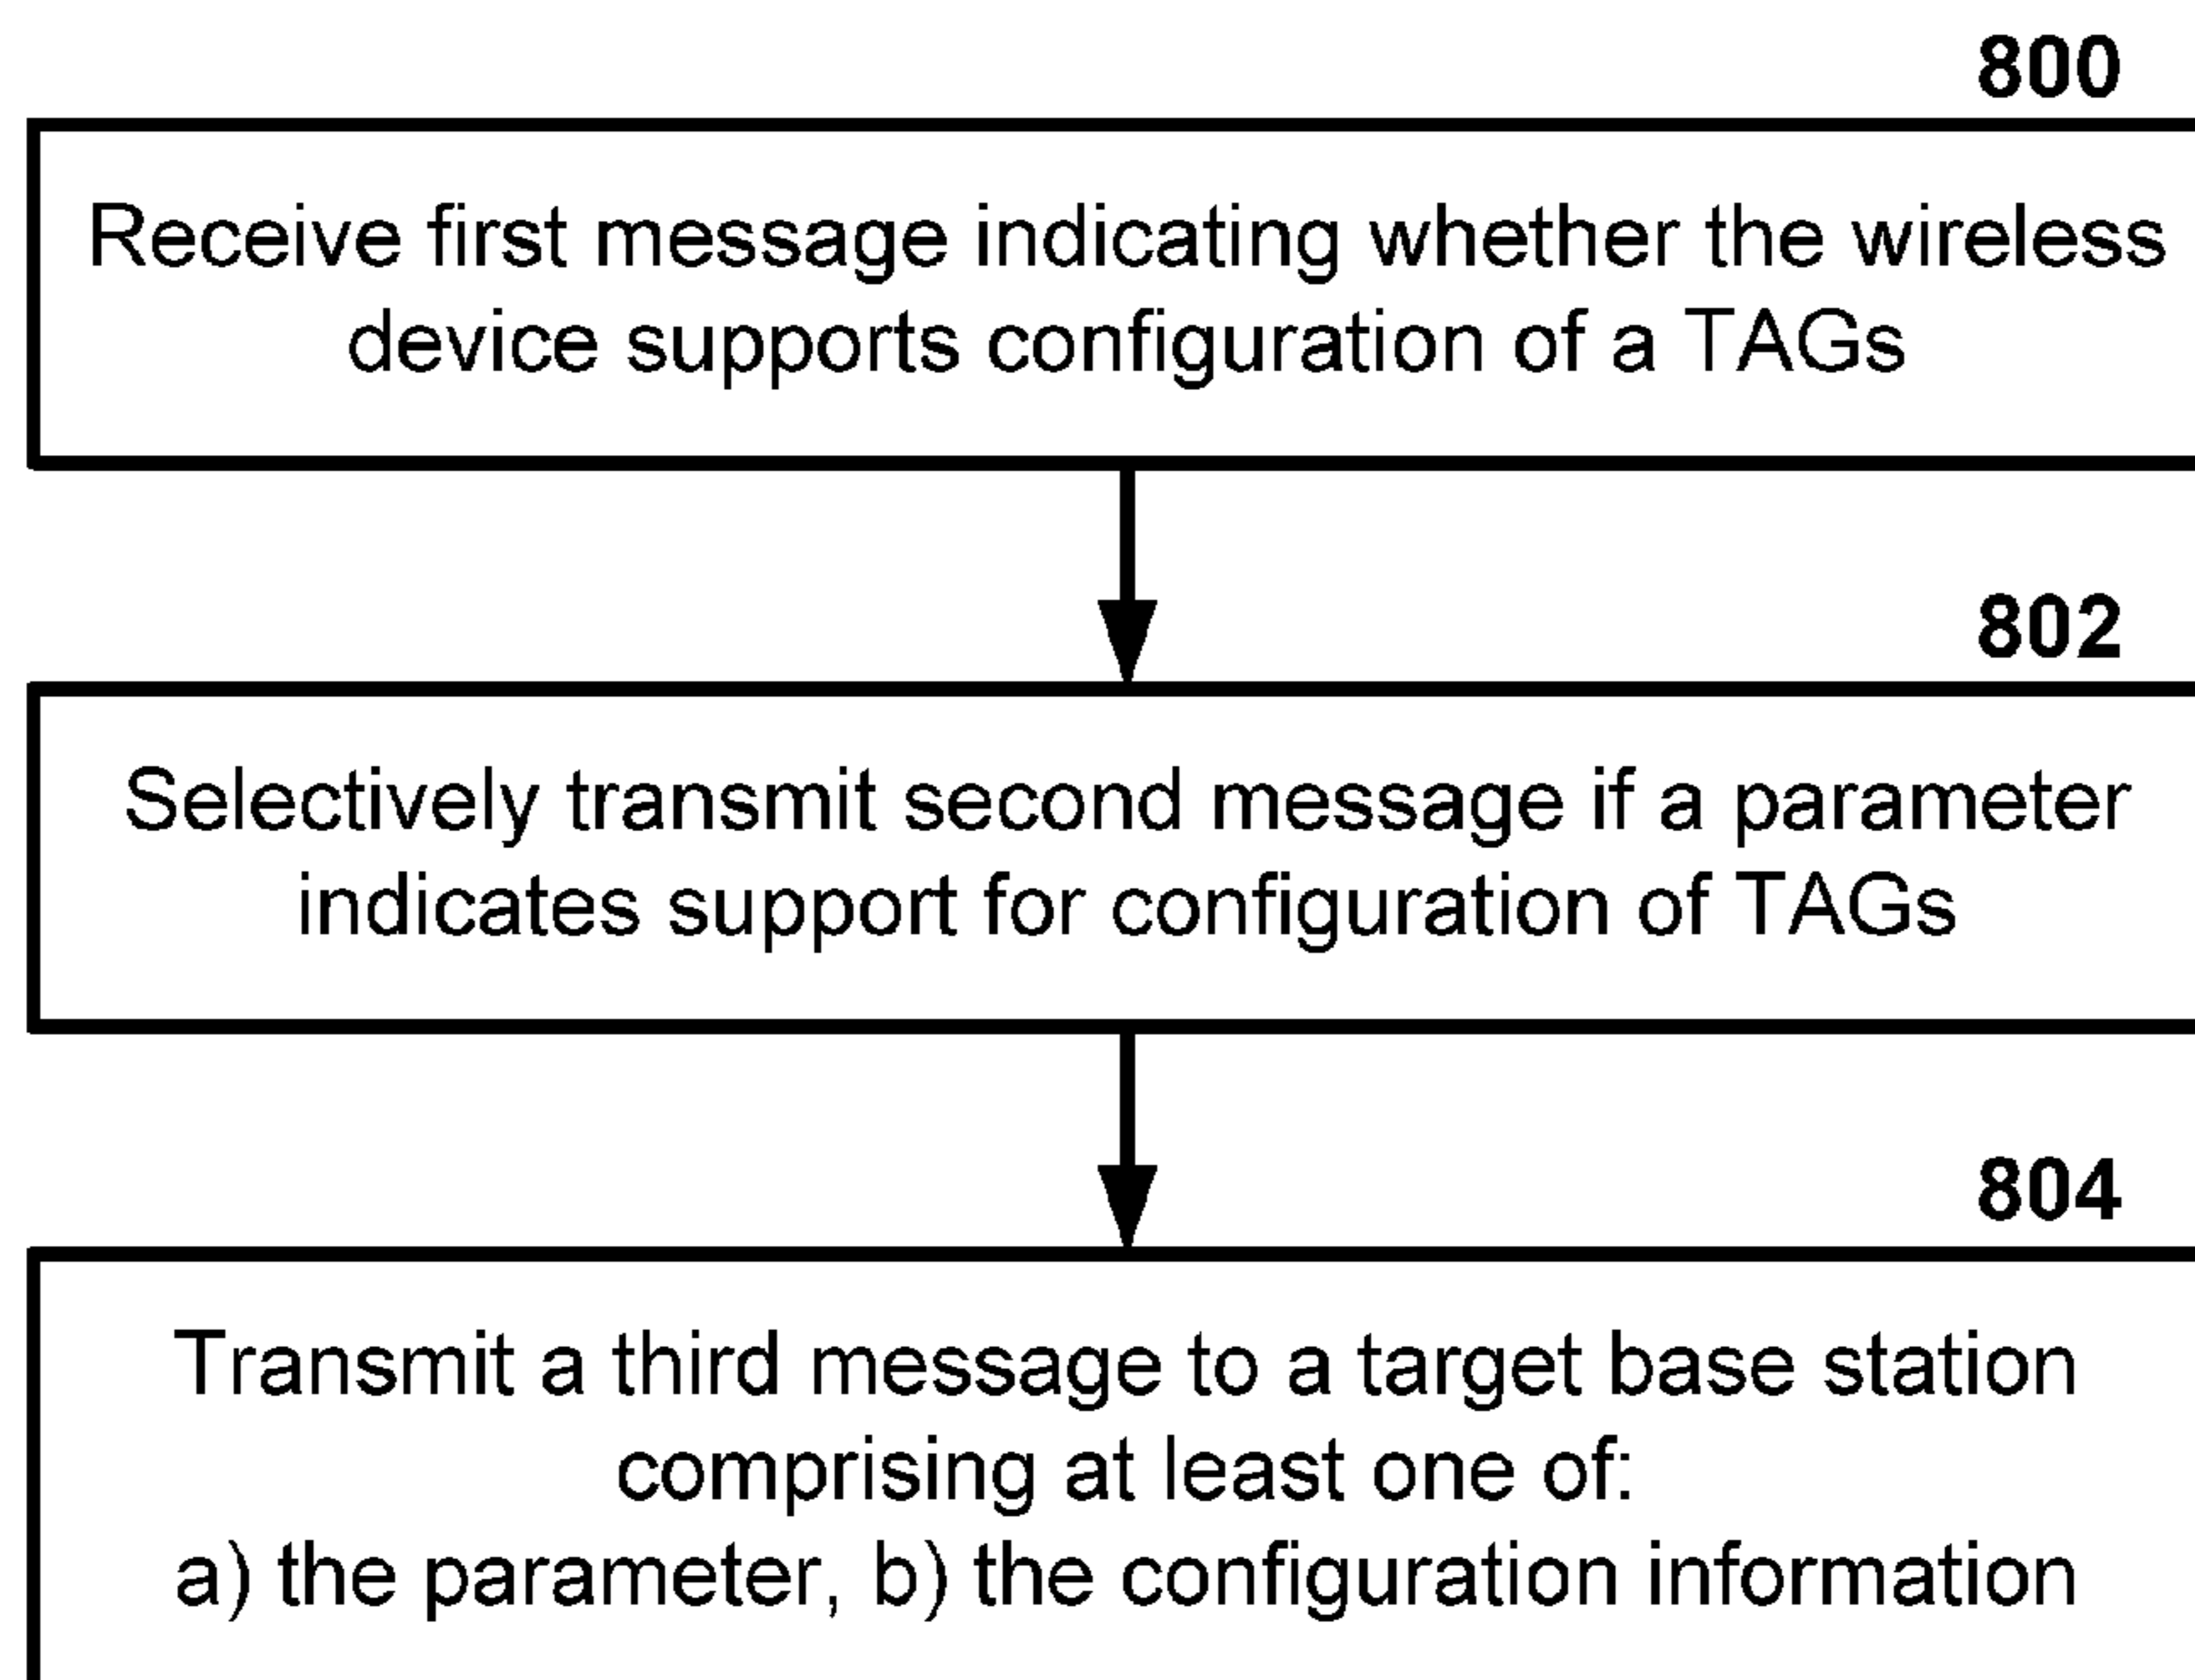 800
Receive first message indicating whether the wireless
device supports configuration of a TAGs
802
Selectively transmit second message if a parameter
indicates support for configuration of TAGs
804
Transmit a third message to a target base station
comprising at least one of:
a) the parameter, b) the configuration information